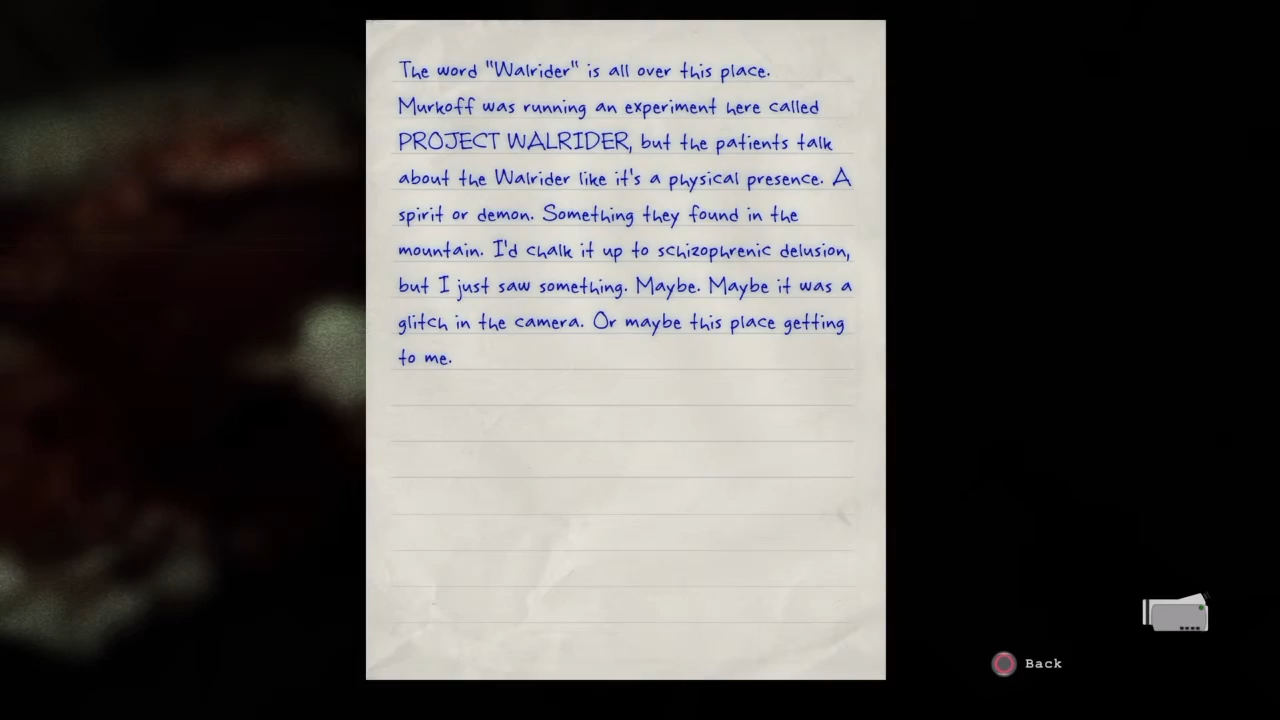 The word "Walrider" is all over this place.
Murkoff was running an experiment here called
PROJECT WALRIDER, but the patients talk
about the Walrider like it's a physical presence. A
spirit or demon. Something they found in the
mountain. I'd chalk it up to schizophrenic delusion,
but I just saw something. Maybe. Maybe it was a
glitch in the camera. Or maybe this place getting
to me.
Back